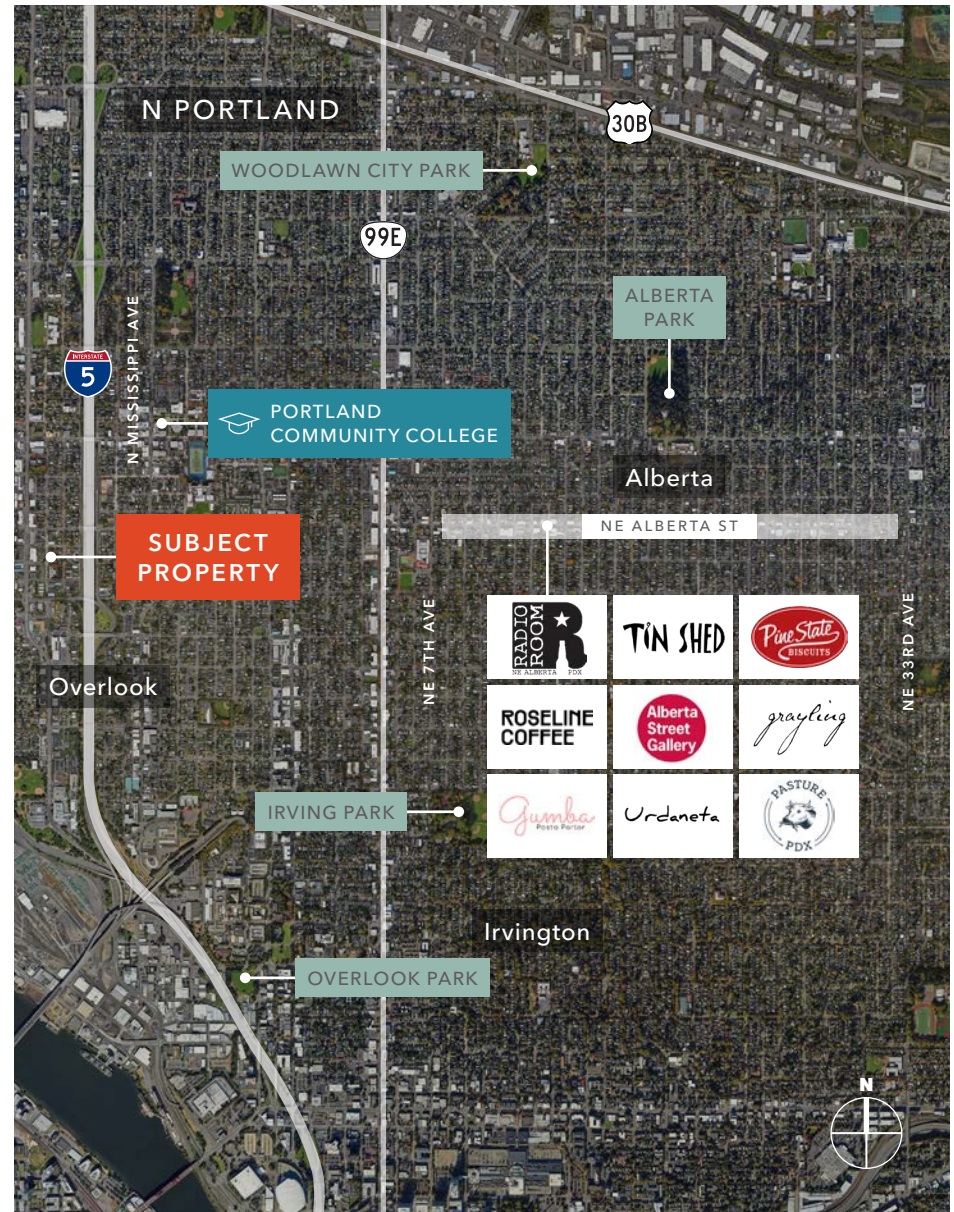 N PORTLAND
30B
WOODLAWN CITY PARK
99E
ALBERTA
PARK
N MISSISSIPPI AVE
INTERSTATE
5
PORTLAND
COMMUNITY COLLEGE
Alberta
NE ALBERTA ST
SUBJECT
PROPERTY
NE 7TH AVE
NE 33RD AVE
RADIO
ROOM
R
NE ALBERTA PDX
TIN SHED
Pine State
BISCUITS
Overlook
ROSELINE
COFFEE
Alberta
Street
Gallery
grayling
IRVING PARK
Gumba
Pasta Parlor
Urdaneta
PASTURE
PDX
Irvington
OVERLOOK PARK
N